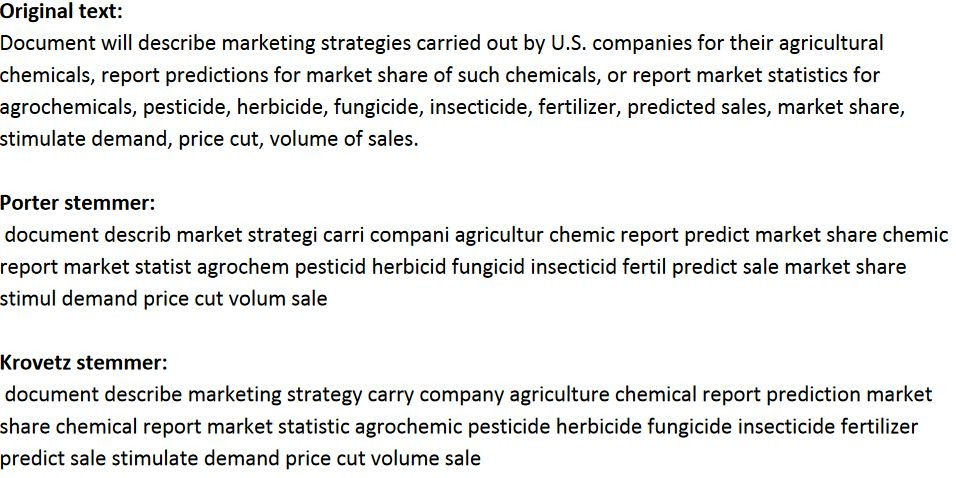 Original text:
Document will describe marketing strategies carried out by U.S. companies for their agricultural
chemicals, report predictions for market share of such chemicals, or report market statistics for
agrochemicals, pesticide, herbicide, fungicide, insecticide, fertilizer, predicted sales, market share,
stimulate demand, price cut, volume of sales.
Porter stemmer:
document describ market strategi carri compani agricultur chemic report predict market share chemic
report market statist agrochem pesticid herbicid fungicid insecticid fertil predict sale market share
stimul demand price cut volum sale
Krovetz stemmer:
document describe marketing strategy carry company agriculture chemical report prediction market
share chemical report market statistic agrochemic pesticide herbicide fungicide insecticide fertilizer
predict sale stimulate demand price cut volume sale